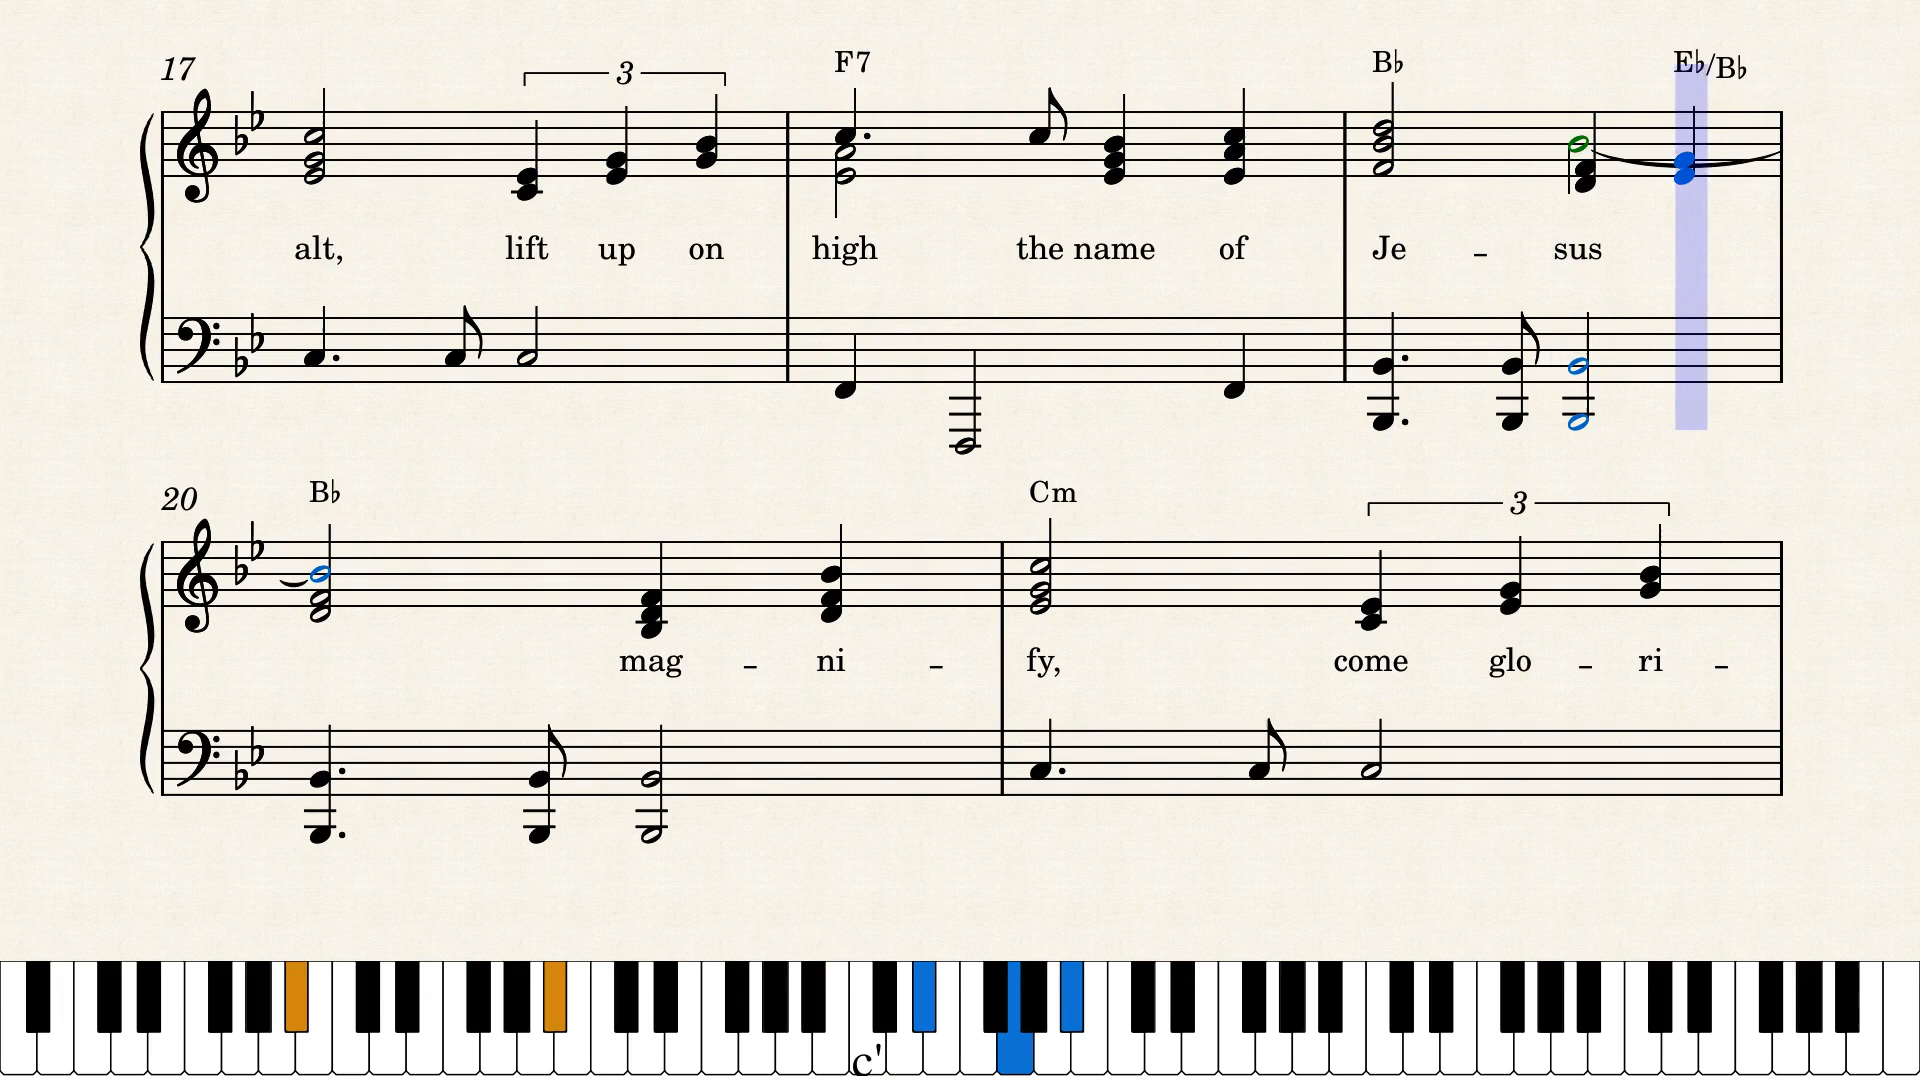 17 3 F7 B♭ E♭/B♭
alt, lift up on high the name of Je - sus
20 B♭ Cm 3
mag - ni - fy, come glo - ri -
c'